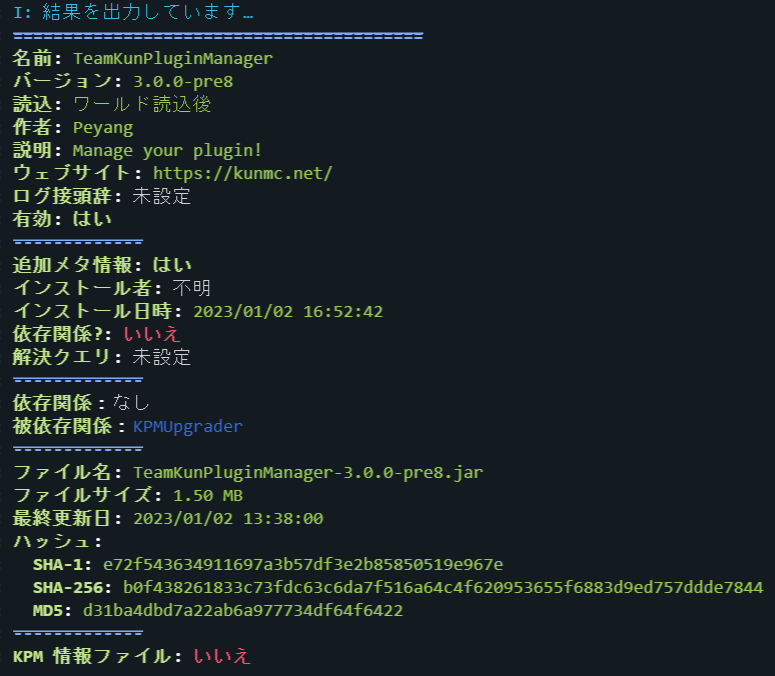 I: 結果を出力しています…
=========================================
名前: TeamKunPluginManager
バージョン: 3.0.0-pre8
読込: ワールド読込後
作者: Peyang
説明: Manage your plugin!
ウェブサイト: https://kunmc.net/
ログ接頭辞: 未設定
有効: はい
-------------
追加メタ情報: はい
インストール者: 不明
インストール日時: 2023/01/02 16:52:42
依存関係?: いいえ
解決クエリ: 未設定
-------------
依存関係：なし
被依存関係：KPMUpgrader
-------------
ファイル名: TeamKunPluginManager-3.0.0-pre8.jar
ファイルサイズ: 1.50 MB
最終更新日: 2023/01/02 13:38:00
ハッシュ:
SHA-1: e72f543634911697a3b57df3e2b85850519e967e
SHA-256: b0f438261833c73fdc63c6da7f516a64c4f620953655f6883d9ed757ddde7844
MD5: d31ba4dbd7a22ab6a977734df64f6422
-------------
KPM 情報ファイル: いいえ